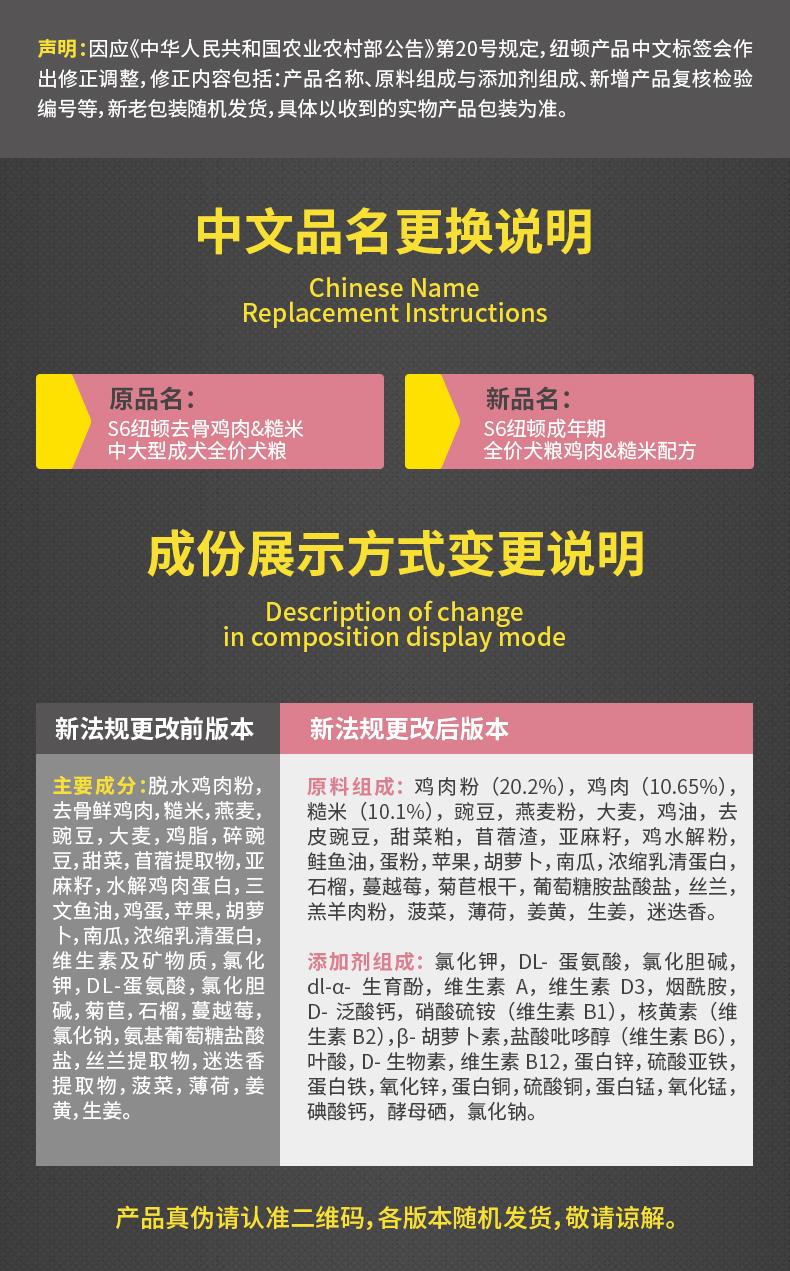 声明：因应《中华人民共和国农业农村部公告》第20号规定，纽顿产品中文标签会作
出修正调整，修正内容包括：产品名称、原料组成与添加剂组成、新增产品复核检验
编号等，新老包装随机发货，具体以收到的实物产品包装为准。
中文品名更换说明
Chinese Name
Replacement Instructions
原品名：
S6纽顿去骨鸡肉&糙米
中大型成犬全价犬粮
新品名：
S6纽顿成年期
全价犬粮鸡肉&糙米配方
成份展示方式变更说明
Description of change
in composition display mode
新法规更改前版本
主要成分：脱水鸡肉粉，
去骨鲜鸡肉，糙米，燕麦，
豌豆，大麦，鸡脂，碎豌
豆，甜菜，苜蓿提取物，亚
麻籽，水解鸡肉蛋白，三
文鱼油，鸡蛋，苹果，胡萝
卜，南瓜，浓缩乳清蛋白，
维生素及矿物质，氯化
钾，DL-蛋氨酸，氯化胆
碱，菊苣，石榴，蔓越莓，
氯化钠，氨基葡萄糖盐酸
盐，丝兰提取物，迷迭香
提取物，菠菜，薄荷，姜
黄，生姜。
新法规更改后版本
原料组成：鸡肉粉（20.2%），鸡肉（10.65%），
糙米（10.1%），豌豆，燕麦粉，大麦，鸡油，去
皮豌豆，甜菜粕，苜蓿渣，亚麻籽，鸡水解粉，
鲑鱼油，蛋粉，苹果，胡萝卜，南瓜，浓缩乳清蛋白，
石榴，蔓越莓，菊苣根干，葡萄糖胺盐酸盐，丝兰，
羔羊肉粉，菠菜，薄荷，姜黄，生姜，迷迭香。
添加剂组成：氯化钾，DL- 蛋氨酸，氯化胆碱，
dl-α- 生育酚，维生素 A，维生素 D3，烟酰胺，
D- 泛酸钙，硝酸硫铵（维生素 B1），核黄素（维
生素 B2），β- 胡萝卜素，盐酸吡哆醇（维生素 B6），
叶酸，D- 生物素，维生素 B12，蛋白锌，硫酸亚铁，
蛋白铁，氧化锌，蛋白铜，硫酸铜，蛋白锰，氧化锰，
碘酸钙，酵母硒，氯化钠。
产品真伪请认准二维码，各版本随机发货，敬请谅解。